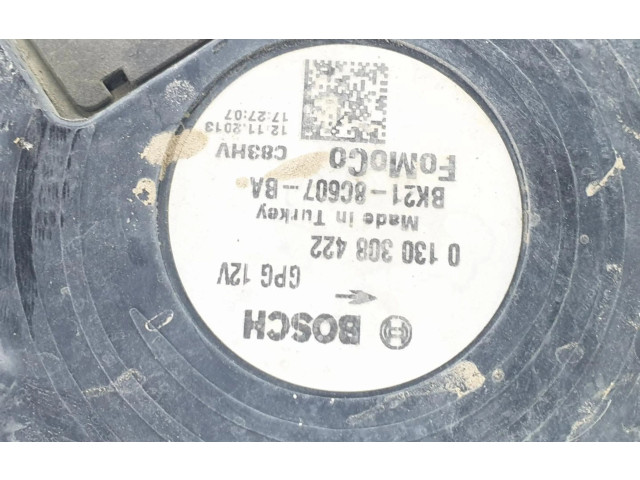 BOSCH
GPG 12V
0 130 308 422
Made in Turkey
BK21-8C607-BA
FoMoCo
C83HV
12.11.2013
17:27:07